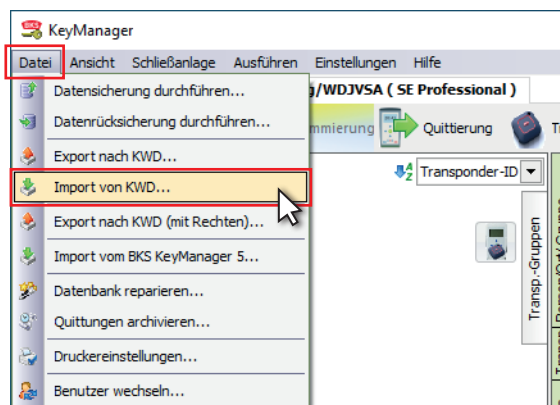 BKS KeyManager
Datei Ansicht Schließanlage Ausführen Einstellungen Hilfe
Datensicherung durchführen...
g/WDJVSA ( SE Professional )
Datenrücksicherung durchführen...
mmierung Quittierung
Export nach KWD...
Import von KWD...
Transponder-ID
Export nach KWD (mit Rechten)...
Import vom BKS KeyManager 5...
Transp.-Gruppen
Datenbank reparieren...
Quittungen archivieren...
Druckereinstellungen...
Benutzer wechseln...